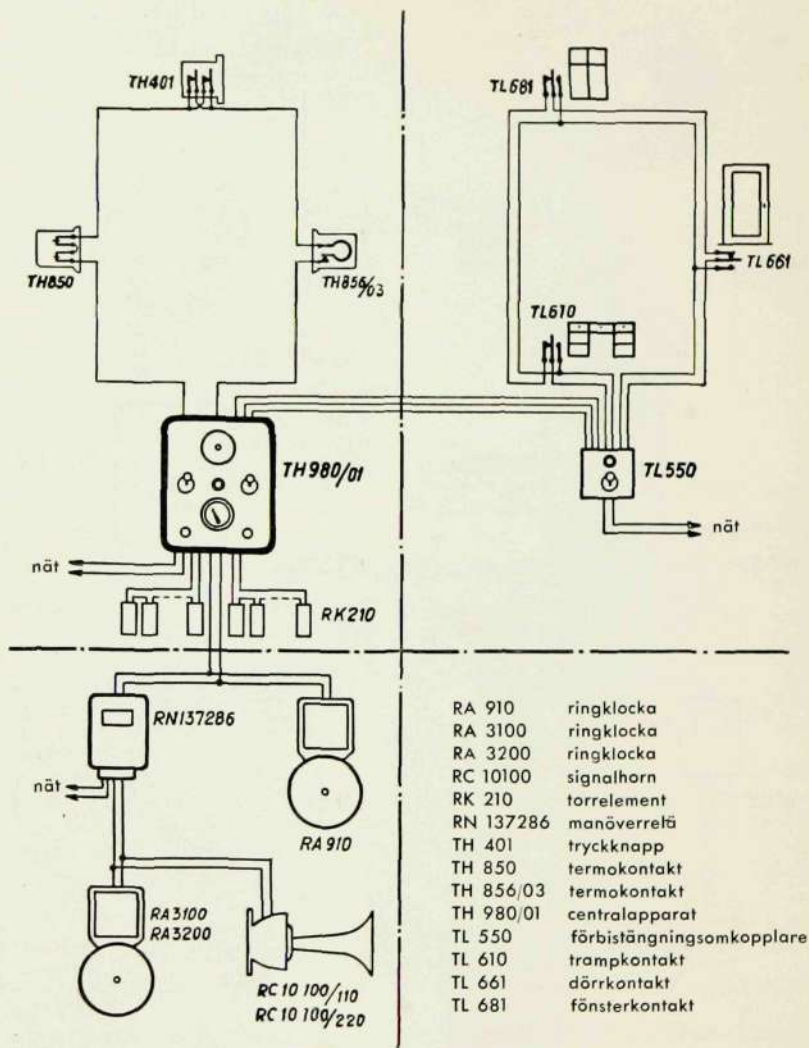 TH401
TL681
TH850
TH856/03
TL661
TL610
TH980/01
TL550
nät
nät
RK210
RN137286
nät
RA910
RA3100
RA3200
RC10 100/110
RC10 100/220
RA 910 ringklocka
RA 3100 ringklocka
RA 3200 ringklocka
RC 10100 signalhorn
RK 210 torrelement
RN 137286 manöverrelä
TH 401 tryckknapp
TH 850 termokontakt
TH 856/03 termokontakt
TH 980/01 centralapparat
TL 550 förbistängningsomkopplare
TL 610 trampkontakt
TL 661 dörrkontakt
TL 681 fönsterkontakt